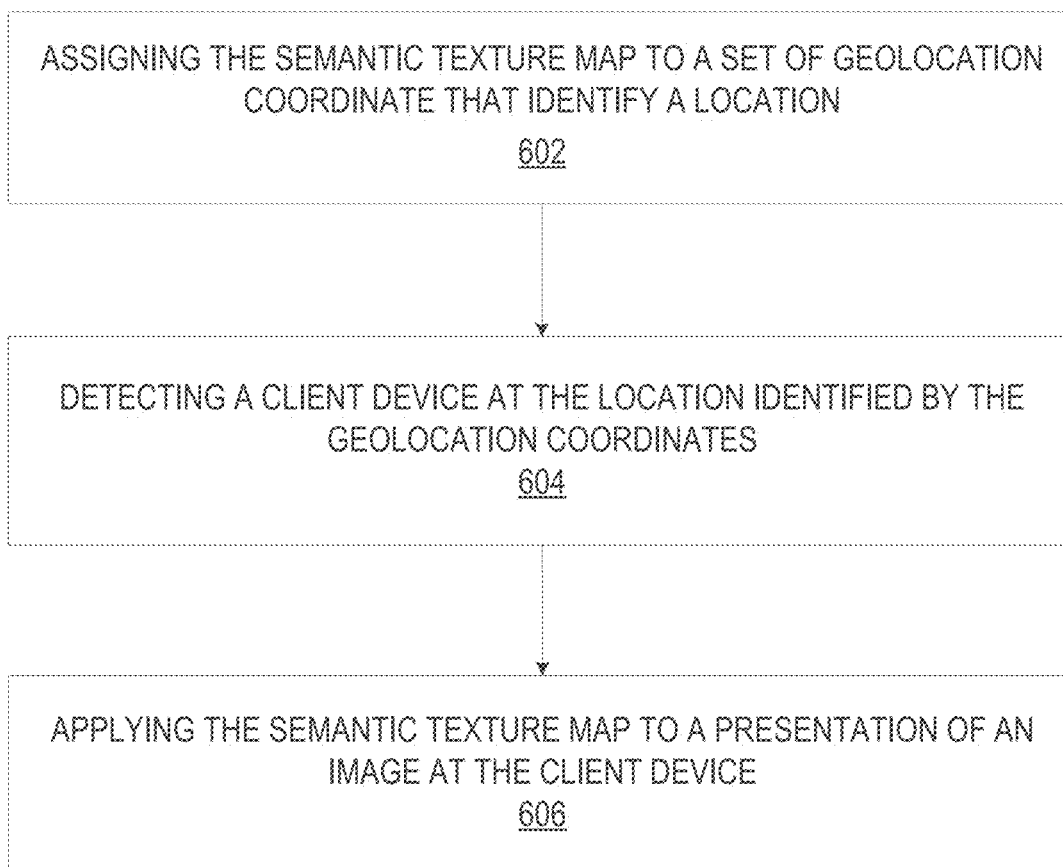 ASSIGNING THE SEMANTIC TEXTURE MAP TO A SET OF GEOLOCATION
COORDINATE THAT IDENTIFY A LOCATION
602
DETECTING A CLIENT DEVICE AT THE LOCATION IDENTIFIED BY THE
GEOLOCATION COORDINATES
604
APPLYING THE SEMANTIC TEXTURE MAP TO A PRESENTATION OF AN
IMAGE AT THE CLIENT DEVICE
606